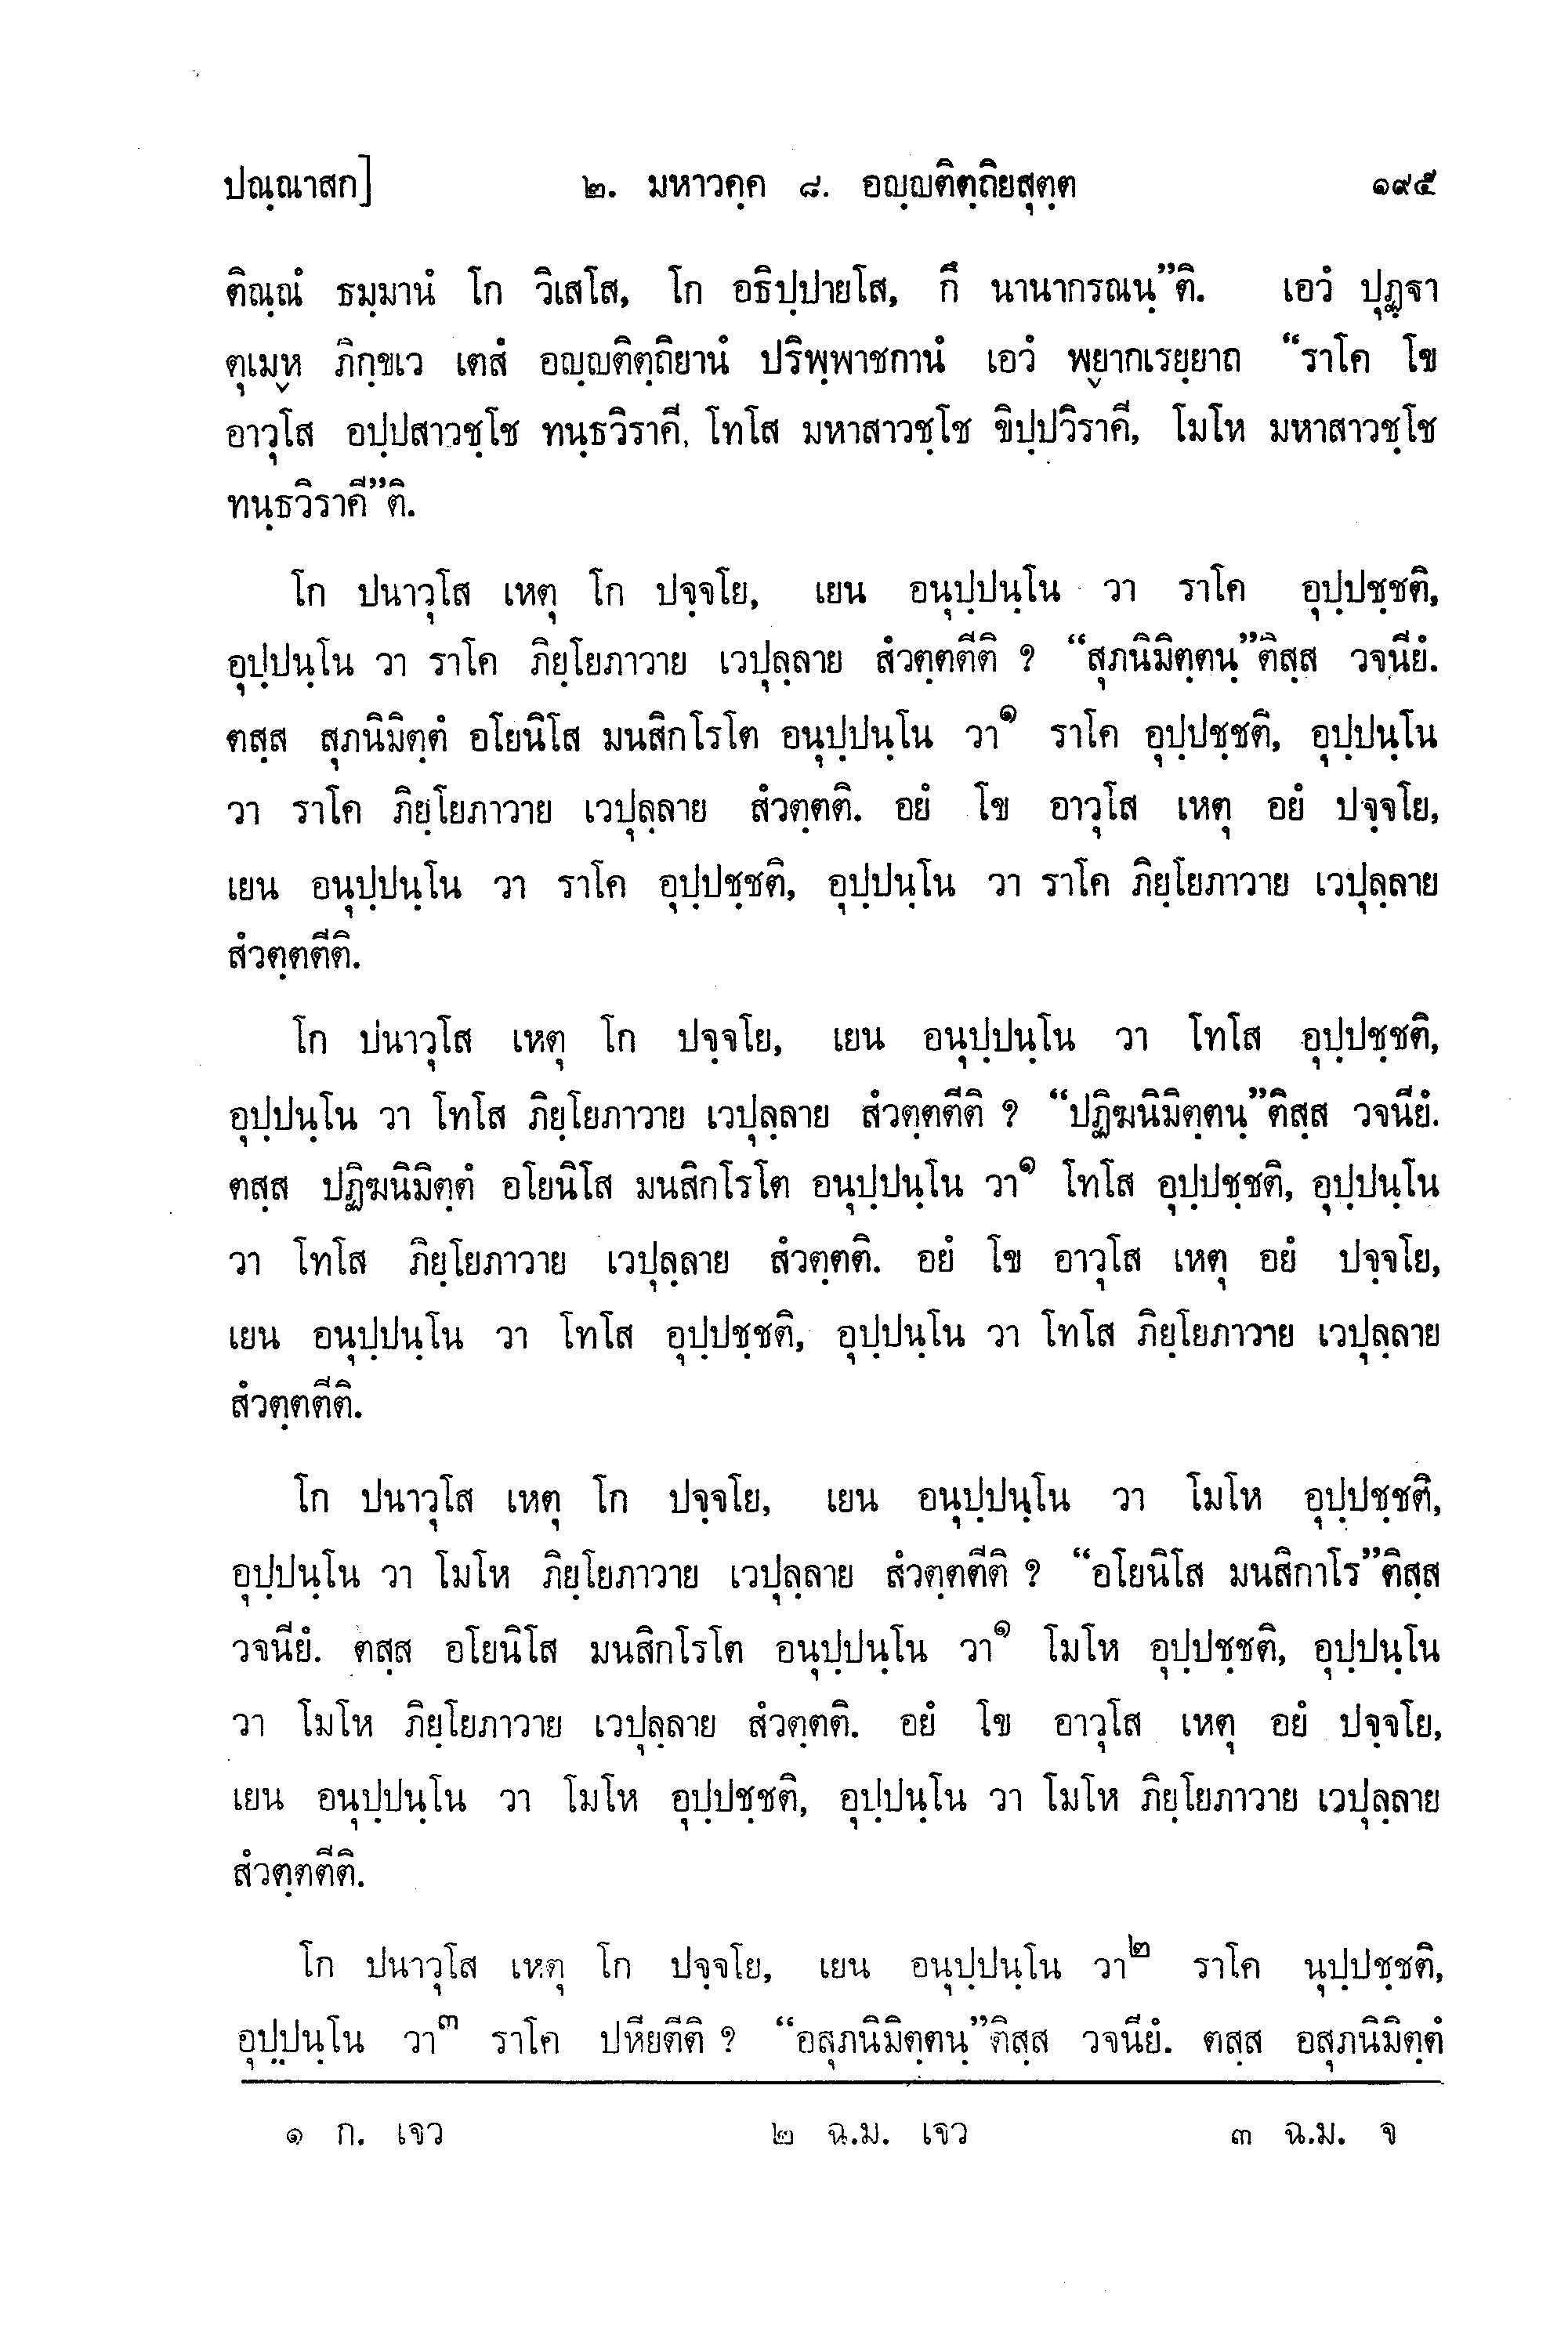 ปณฺณาสก] ๒. มหาวคฺค ๘. อญฺญติตฺถิยสุตฺต ๑๙๕
ติณฺณํ ธมฺมานํ โก วิเสโส, โก อธิปฺปายโส, กึ นานากรณนฺ”ติ. เอวํ ปุฏฺฐา
ตุเมฺห ภิกฺขเว เตสํ อญฺญติตฺถิยานํ ปริพฺพาชกานํ เอวํ พฺยากเรยฺยาถ “ราโค โข
อาวุโส อปฺปสาวชฺโช ทนฺธวิราคี, โทโส มหาสาวชฺโช ขิปฺปวิราคี, โมโห มหาสาวชฺโช
ทนฺธวิราคี”ติ.
โก ปนาวุโส เหตุ โก ปจฺจโย, เยน อนุปฺปนฺโน วา ราโค อุปฺปชฺชติ,
อุปฺปนฺโน วา ราโค ภิยฺโยภาวาย เวปุลฺลาย สํวตฺตตีติ ? “สุภนิมิตฺตนฺ”ติสฺส วจนียํ.
ตสฺส สุภนิมิตฺตํ อโยนิโส มนสิกโรโต อนุปฺปนฺโน วา๑ ราโค อุปฺปชฺชติ, อุปฺปนฺโน
วา ราโค ภิยฺโยภาวาย เวปุลฺลาย สํวตฺตติ. อยํ โข อาวุโส เหตุ อยํ ปจฺจโย,
เยน อนุปฺปนฺโน วา ราโค อุปฺปชฺชติ, อุปฺปนฺโน วา ราโค ภิยฺโยภาวาย เวปุลฺลาย
สํวตฺตตีติ.
โก ปนาวุโส เหตุ โก ปจฺจโย, เยน อนุปฺปนฺโน วา โทโส อุปฺปชฺชติ,
อุปฺปนฺโน วา โทโส ภิยฺโยภาวาย เวปุลฺลาย สํวตฺตตีติ ? “ปฏิฆนิมิตฺตนฺ”ติสฺส วจนียํ.
ตสฺส ปฏิฆนิมิตฺตํ อโยนิโส มนสิกโรโต อนุปฺปนฺโน วา๑ โทโส อุปฺปชฺชติ, อุปฺปนฺโน
วา โทโส ภิยฺโยภาวาย เวปุลฺลาย สํวตฺตติ. อยํ โข อาวุโส เหตุ อยํ ปจฺจโย,
เยน อนุปฺปนฺโน วา โทโส อุปฺปชฺชติ, อุปฺปนฺโน วา โทโส ภิยฺโยภาวาย เวปุลฺลาย
สํวตฺตตีติ.
โก ปนาวุโส เหตุ โก ปจฺจโย, เยน อนุปฺปนฺโน วา โมโห อุปฺปชฺชติ,
อุปฺปนฺโน วา โมโห ภิยฺโยภาวาย เวปุลฺลาย สํวตฺตตีติ ? “อโยนิโส มนสิกาโร”ติสฺส
วจนียํ. ตสฺส อโยนิโส มนสิกโรโต อนุปฺปนฺโน วา๑ โมโห อุปฺปชฺชติ, อุปฺปนฺโน
วา โมโห ภิยฺโยภาวาย เวปุลฺลาย สํวตฺตติ. อยํ โข อาวุโส เหตุ อยํ ปจฺจโย,
เยน อนุปฺปนฺโน วา โมโห อุปฺปชฺชติ, อุปฺปนฺโน วา โมโห ภิยฺโยภาวาย เวปุลฺลาย
สํวตฺตตีติ.
โก ปนาวุโส เหตุ โก ปจฺจโย, เยน อนุปฺปนฺโน วา๒ ราโค นุปฺปชฺชติ,
อุปฺปนฺโน วา๓ ราโค ปหียตีติ ? “อสุภนิมิตฺตนฺ”ติสฺส วจนียํ. ตสฺส อสุภนิมิตฺตํ
๑ ก. เจว ๒ ฉ.ม. เจว ๓ ฉ.ม. จ